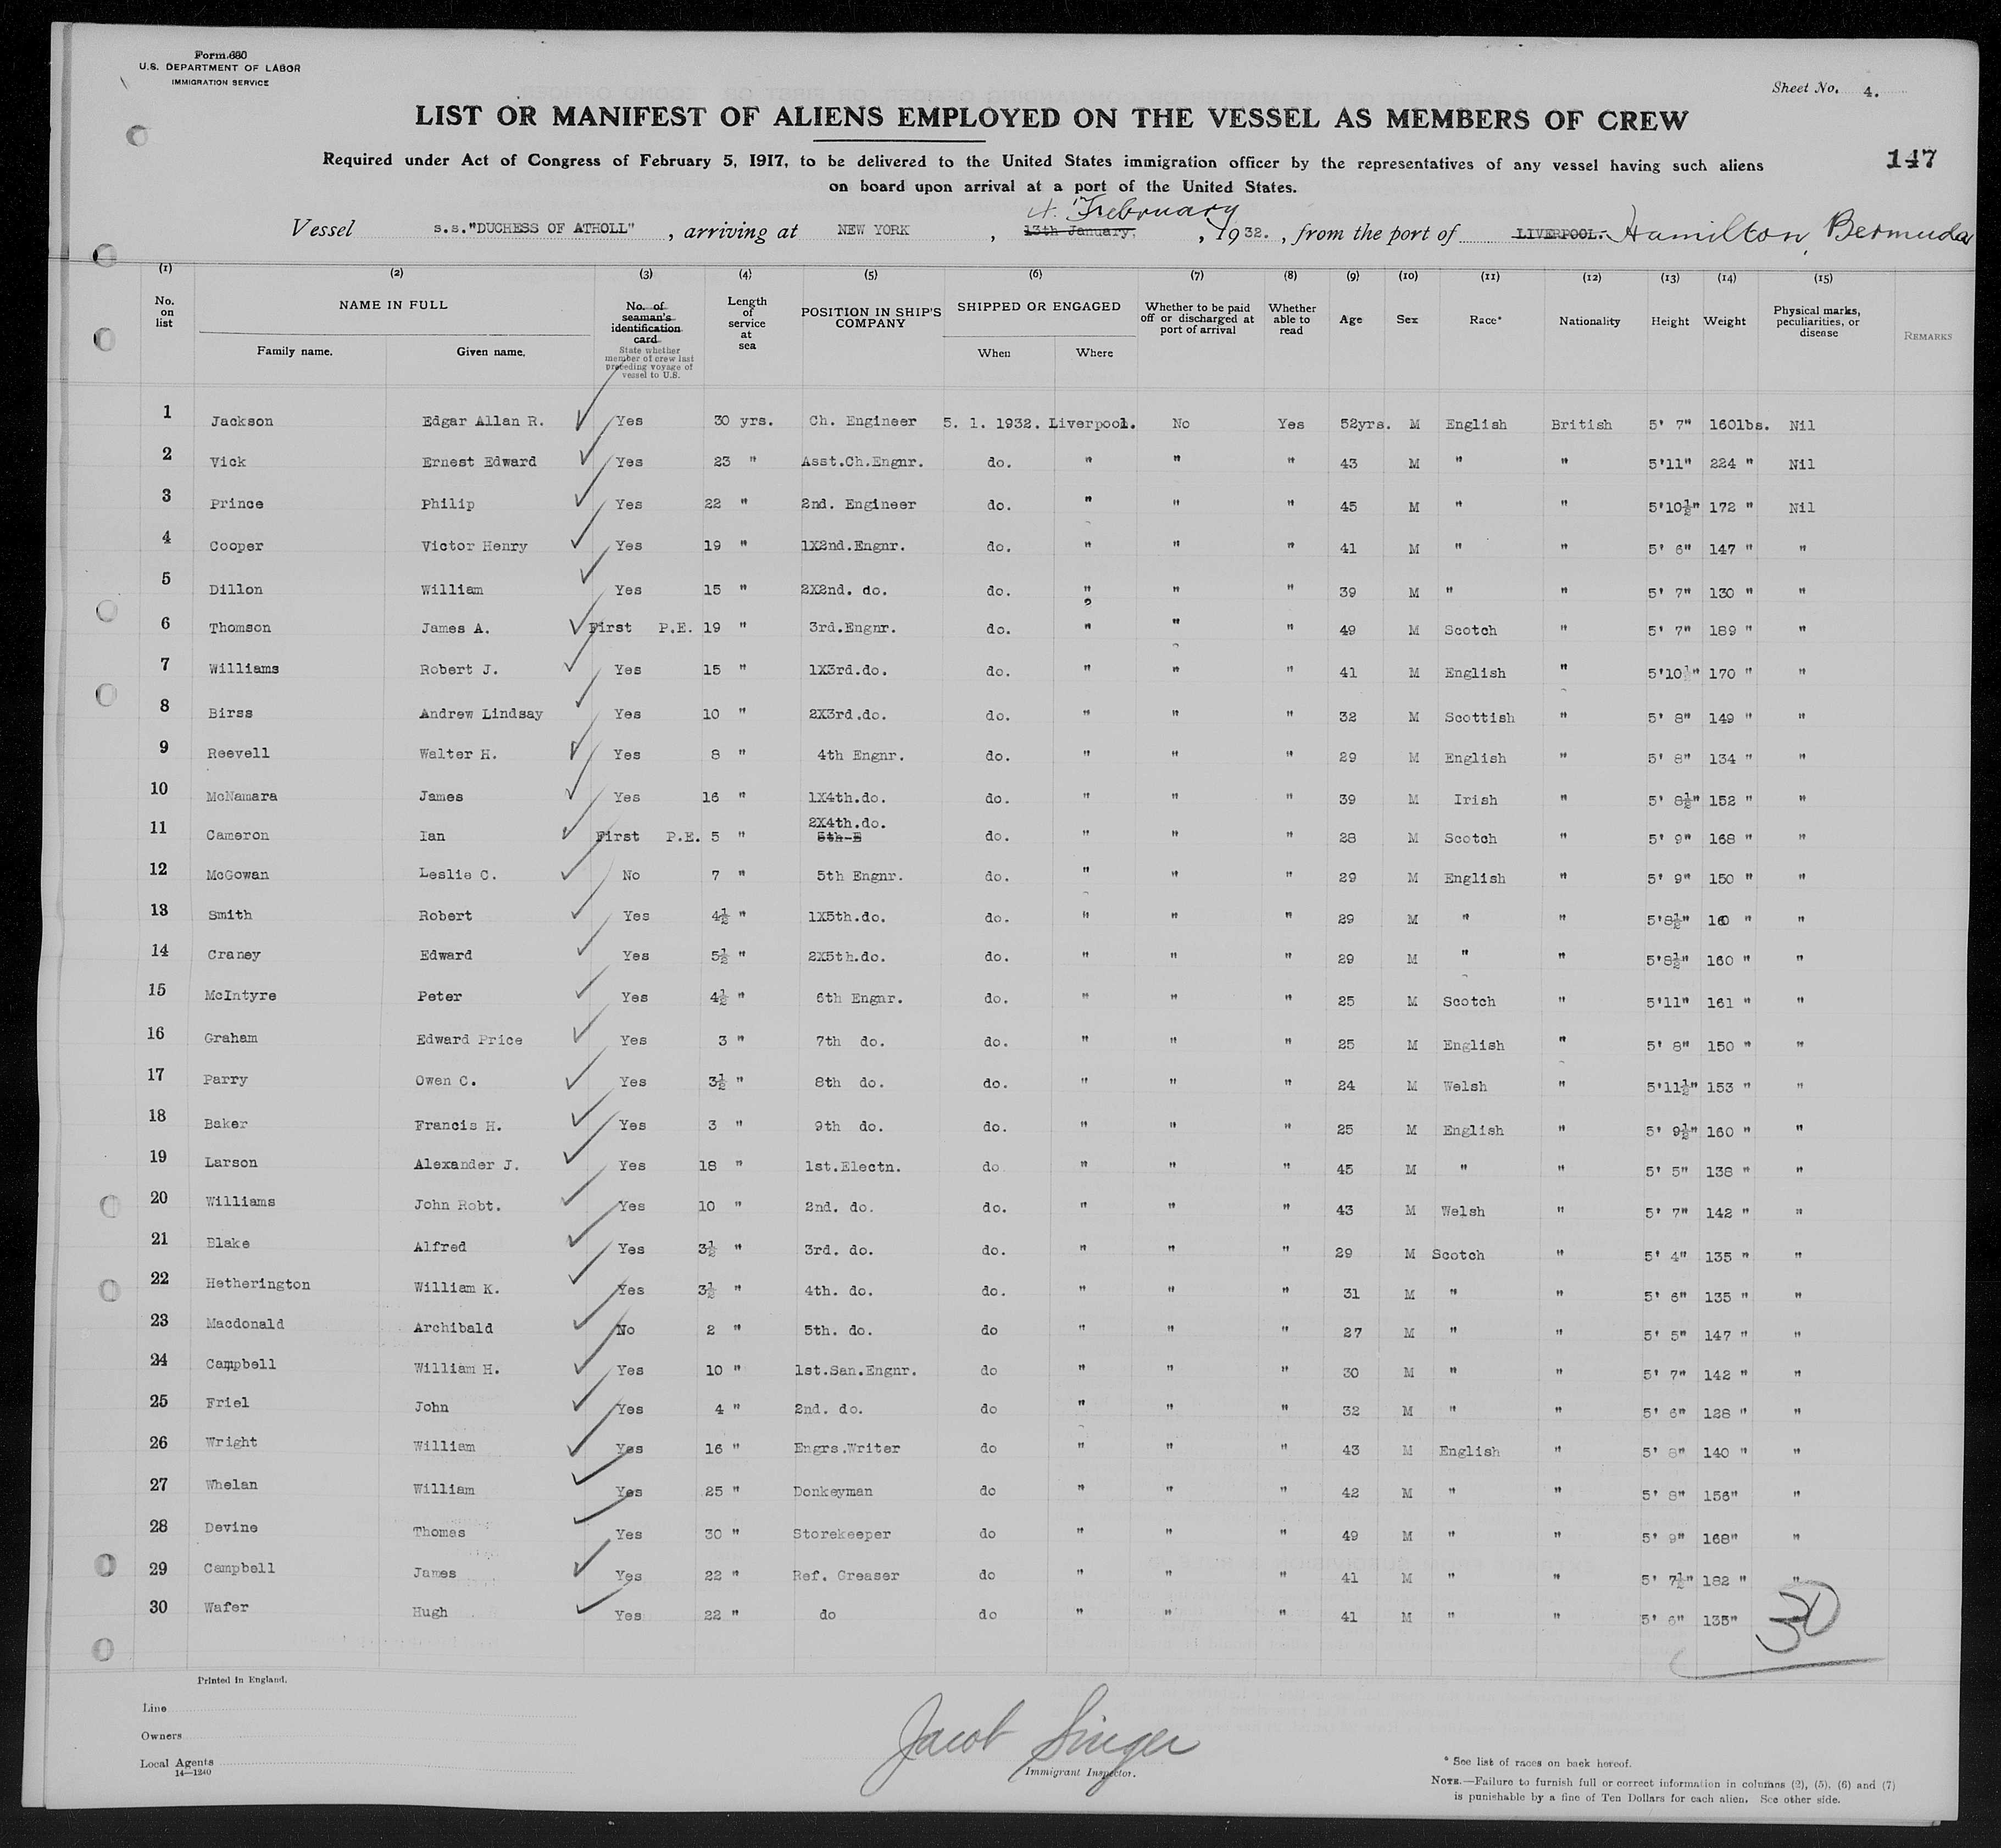 Form 680
U.S. DEPARTMENT OF LABOR
IMMIGRATION SERVICE
Sheet No. 4.
LIST OR MANIFEST OF ALIENS EMPLOYED ON THE VESSEL AS MEMBERS OF CREW
147
Required under Act of Congress of February 5, 1917, to be delivered to the United States immigration officer by the representatives of any vessel having such aliens
on board upon arrival at a port of the United States.
4. February
Vessel s.s."DUCHESS OF ATHOLL" , arriving at NEW YORK , 13th January, , 1932. , from the port of LIVERPOOL. Hamilton, Bermuda
(1) (2) (3) (4) (5) (6) (7) (8) (9) (10) (11) (12) (13) (14) (15)
No. on list NAME IN FULL Family name. Given name. No. of seaman's identification card State whether member of crew last preceding voyage of vessel to U.S. Length of service at sea POSITION IN SHIP'S COMPANY SHIPPED OR ENGAGED When Where Whether to be paid off or discharged at port of arrival Whether able to read Age Sex Race* Nationality Height Weight Physical marks, peculiarities, or disease REMARKS
1 Jackson Edgar Allan R. Yes 30 yrs. Ch. Engineer 5. 1. 1932. Liverpool. No Yes 52yrs. M English British 5' 7" 160lbs. Nil
2 Vick Ernest Edward Yes 23 " Asst.Ch.Engnr. do. " " " 43 M " " 5'11" 224 " Nil
3 Prince Philip Yes 22 " 2nd. Engineer do. " " " 45 M " " 5'10½" 172 " Nil
4 Cooper Victor Henry Yes 19 " 1X2nd.Engnr. do. " " " 41 M " " 5' 6" 147 " "
5 Dillon William Yes 15 " 2X2nd. do. do. " " " 39 M " " 5' 7" 130 " "
6 Thomson James A. First P.E. 19 " 3rd.Engnr. do. " " " 49 M Scotch " 5' 7" 189 " "
7 Williams Robert J. Yes 15 " 1X3rd.do. do. " " " 41 M English " 5'10½" 170 " "
8 Birss Andrew Lindsay Yes 10 " 2X3rd.do. do. " " " 32 M Scottish " 5' 8" 149 " "
9 Reevell Walter H. Yes 8 " 4th Engnr. do. " " " 29 M English " 5' 8" 134 " "
10 McNamara James Yes 16 " 1X4th.do. do. " " " 39 M Irish " 5' 8½" 152 " "
11 Cameron Ian First P.E. 5 " 2X4th.do. 5th-E do. " " " 28 M Scotch " 5' 9" 168 " "
12 McGowan Leslie C. No 7 " 5th Engnr. do. " " " 29 M English " 5' 9" 150 " "
13 Smith Robert Yes 4½ " 1X5th.do. do. " " " 29 M " " 5'8½" 160 " "
14 Craney Edward Yes 5½ " 2X5th.do. do. " " " 29 M " " 5'8½" 160 " "
15 McIntyre Peter Yes 4½ " 6th Engnr. do. " " " 25 M Scotch " 5'11" 161 " "
16 Graham Edward Price Yes 3 " 7th do. do. " " " 25 M English " 5' 8" 150 " "
17 Parry Owen C. Yes 3½ " 8th do. do. " " " 24 M Welsh " 5'11½" 153 " "
18 Baker Francis H. Yes 3 " 9th do. do. " " " 25 M English " 5' 9½" 160 " "
19 Larson Alexander J. Yes 18 " 1st.Electn. do " " " 45 M " " 5' 5" 138 " "
20 Williams John Robt. Yes 10 " 2nd. do. do. " " " 43 M Welsh " 5' 7" 142 " "
21 Blake Alfred Yes 3½ " 3rd. do. do. " " " 29 M Scotch " 5' 4" 135 " "
22 Hetherington William K. Yes 3½ " 4th. do. do. " " " 31 M " " 5' 6" 135 " "
23 Macdonald Archibald No 2 " 5th. do. do " " " 27 M " " 5' 5" 147 " "
24 Campbell William H. Yes 10 " 1st.San.Engnr. do " " " 30 M " " 5' 7" 142 " "
25 Friel John Yes 4 " 2nd. do. do " " " 32 M " " 5' 6" 128 " "
26 Wright William Yes 16 " Engrs.Writer do " " " 43 M English " 5' 8" 140 " "
27 Whelan William Yes 25 " Donkeyman do " " " 42 M " " 5' 8" 156" "
28 Devine Thomas Yes 30 " Storekeeper do " " " 49 M " " 5' 9" 168" "
29 Campbell James Yes 22 " Ref. Greaser do " " " 41 M " " 5' 7½" 182 " "
30 Wafer Hugh Yes 22 " do do " " " 41 M " " 5' 6" 135"
30
Printed in England.
Line
Owners
Local Agents
14—1240
Jacob Singer
Immigrant Inspector.
* See list of races on back hereof.
NOTE.—Failure to furnish full or correct information in columns (2), (5), (6) and (7)
is punishable by a fine of Ten Dollars for each alien. See other side.